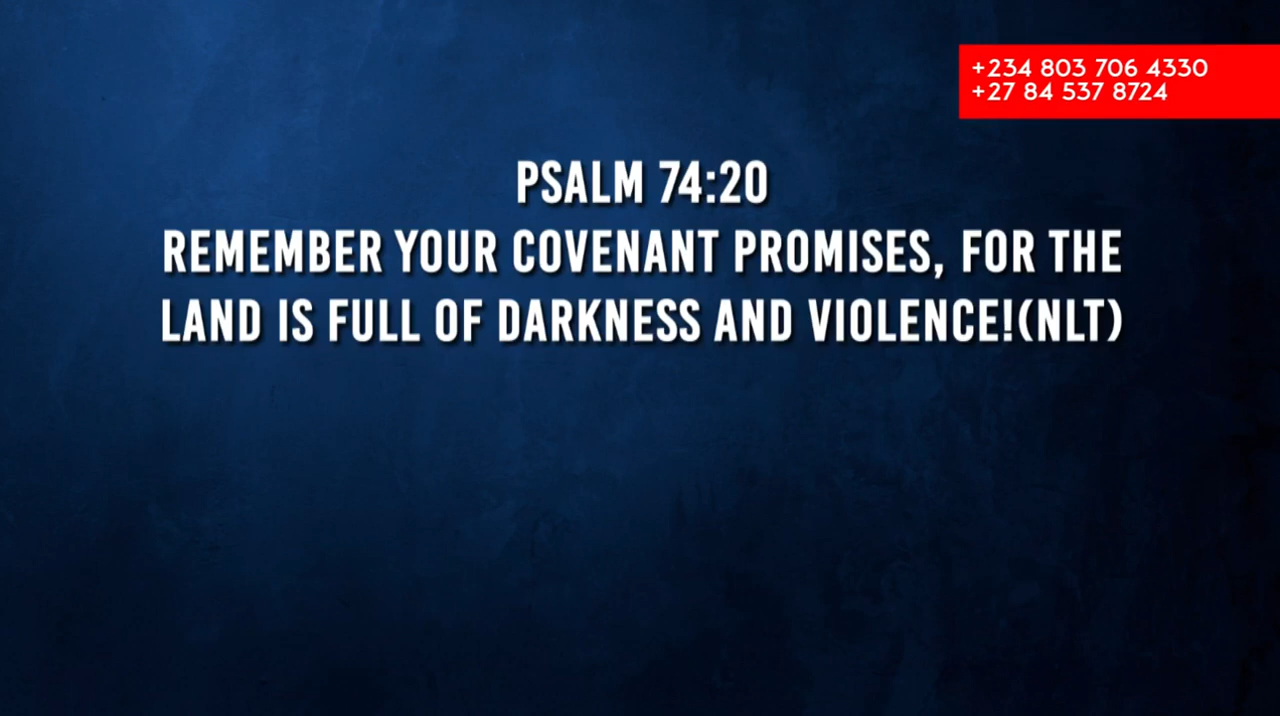 +234 803 706 4330
+27 84 537 8724
PSALM 74:20
REMEMBER YOUR COVENANT PROMISES, FOR THE
LAND IS FULL OF DARKNESS AND VIOLENCE!(NLT)